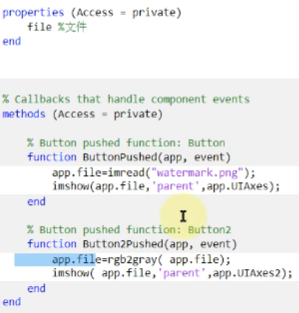 properties (Access = private)
file %文件
end
% Callbacks that handle component events
methods (Access = private)
% Button pushed function: Button
function ButtonPushed(app, event)
app.file=imread("watermark.png");
imshow(app.file,'parent',app.UIAxes);
end
% Button pushed function: Button2
function Button2Pushed(app, event)
app.file=rgb2gray( app.file);
imshow( app.file,'parent',app.UIAxes2);
end
end